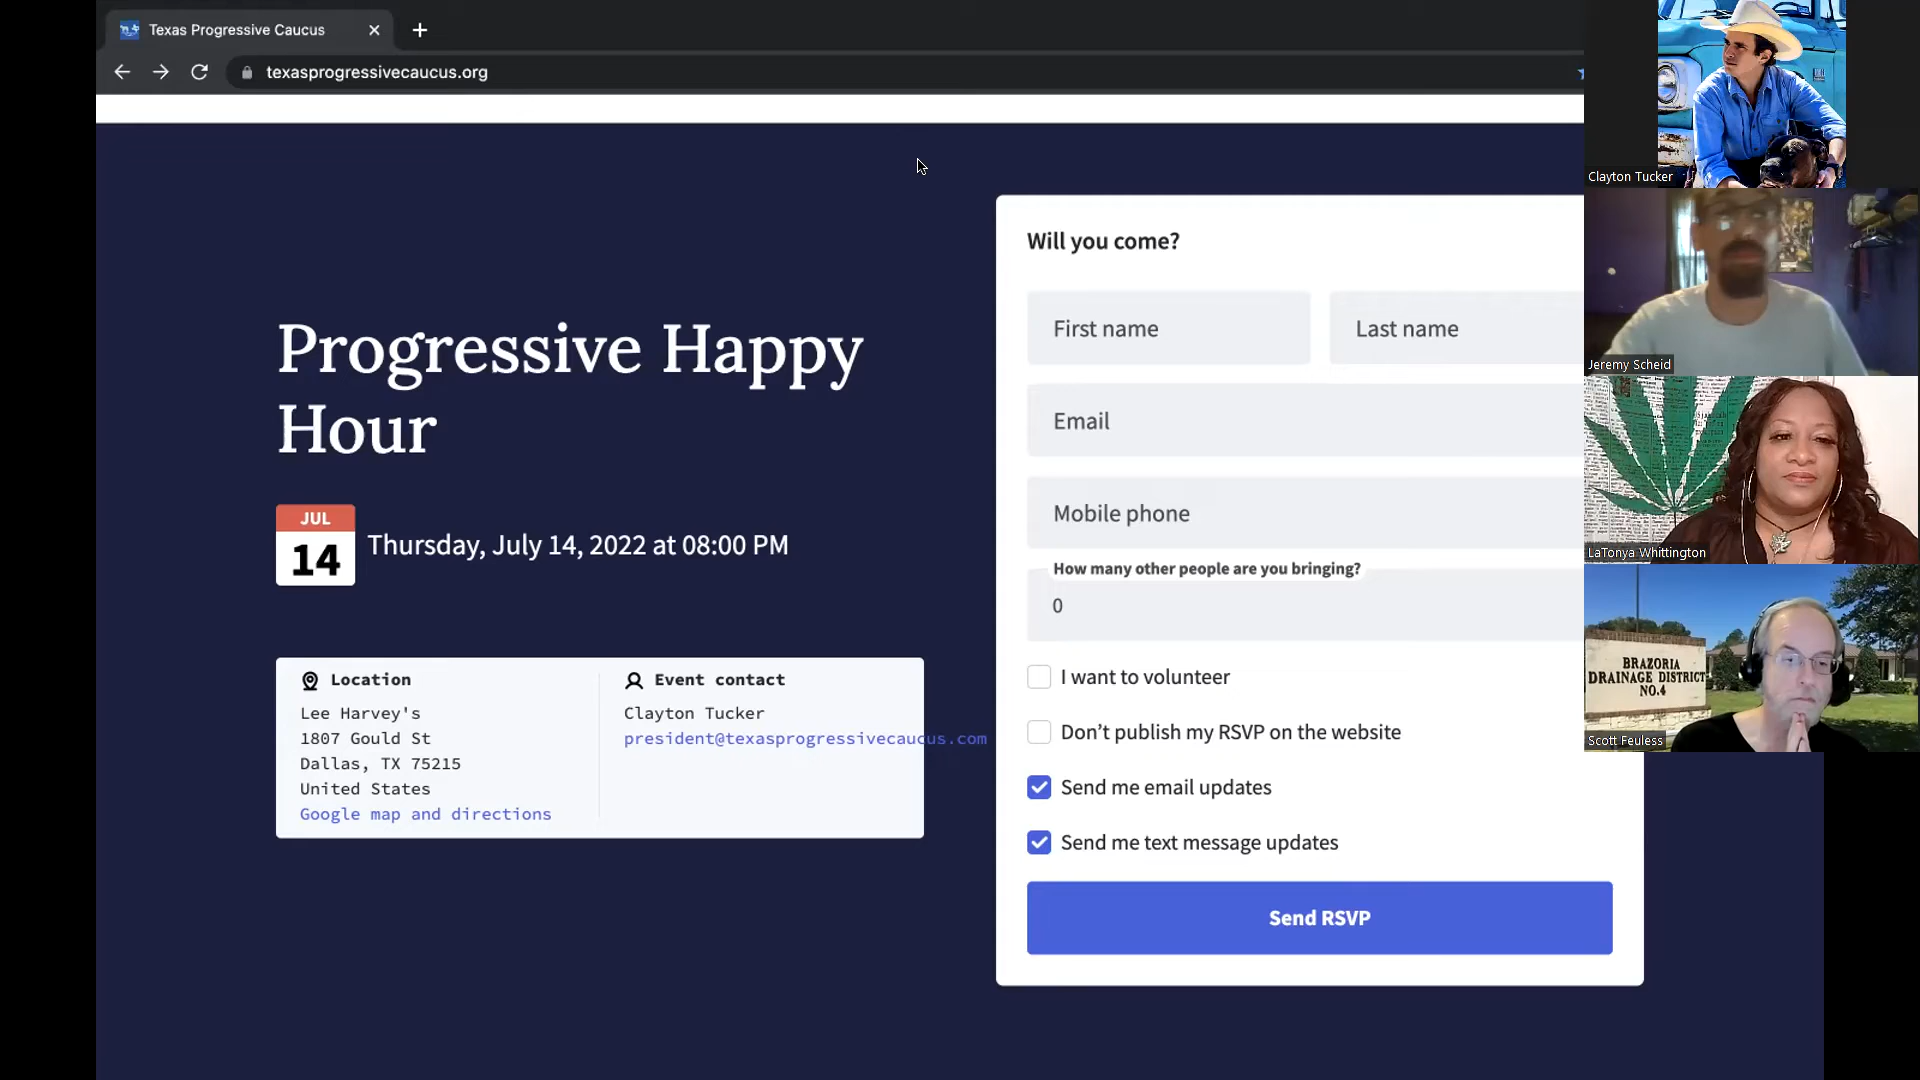 Texas Progressive Caucus
texasprogressivecaucus.org
Progressive Happy
Hour
JUL
14
Thursday, July 14, 2022 at 08:00 PM
Location
Lee Harvey's
1807 Gould St
Dallas, TX 75215
United States
Google map and directions
Event contact
Clayton Tucker
president@texasprogressivecaucus.com
Will you come?
First name
Last name
Email
Mobile phone
How many other people are you bringing?
0
I want to volunteer
Don’t publish my RSVP on the website
Send me email updates
Send me text message updates
Send RSVP
Clayton Tucker
Jeremy Scheid
LaTonya Whittington
BRAZORIA
DRAINAGE DISTRICT
NO.4
Scott Feuless